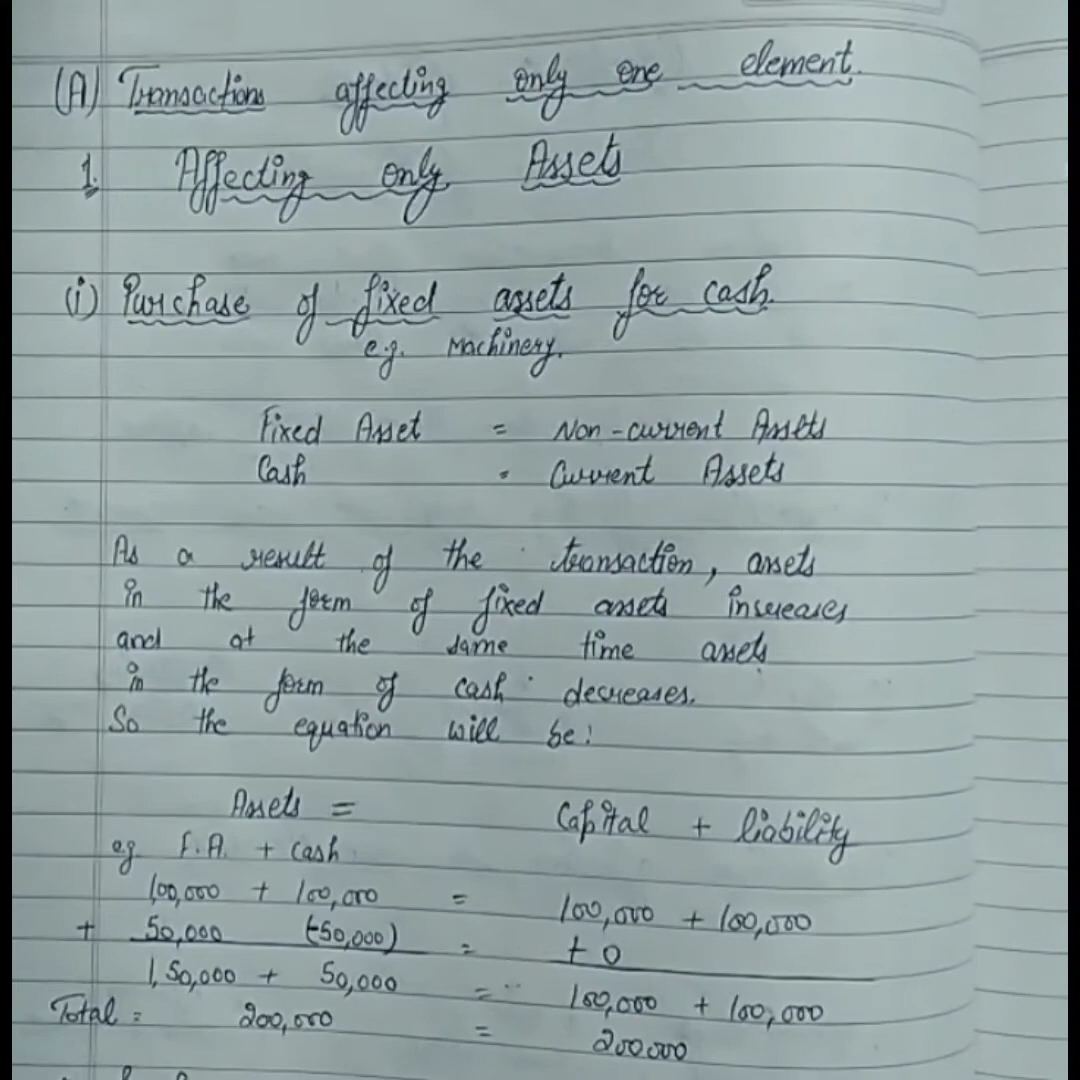 (A) Transactions affecting only one element.
1. Affecting only Assets
(i) Purchase of fixed assets for cash.
e.g. Machinery.
Fixed Asset = Non-current Assets
Cash = Current Assets
As a result of the transaction, assets
in the form of fixed assets increases
and at the same time assets
in the form of cash decreases.
So the equation will be:
Assets = Capital + liability
eg. F.A. + Cash
1,00,000 + 100,000 = 100,000 + 100,000
+ 50,000 (-50,000) = + 0
1,50,000 + 50,000 = 100,000 + 100,000
Total = 200,000 = 200000